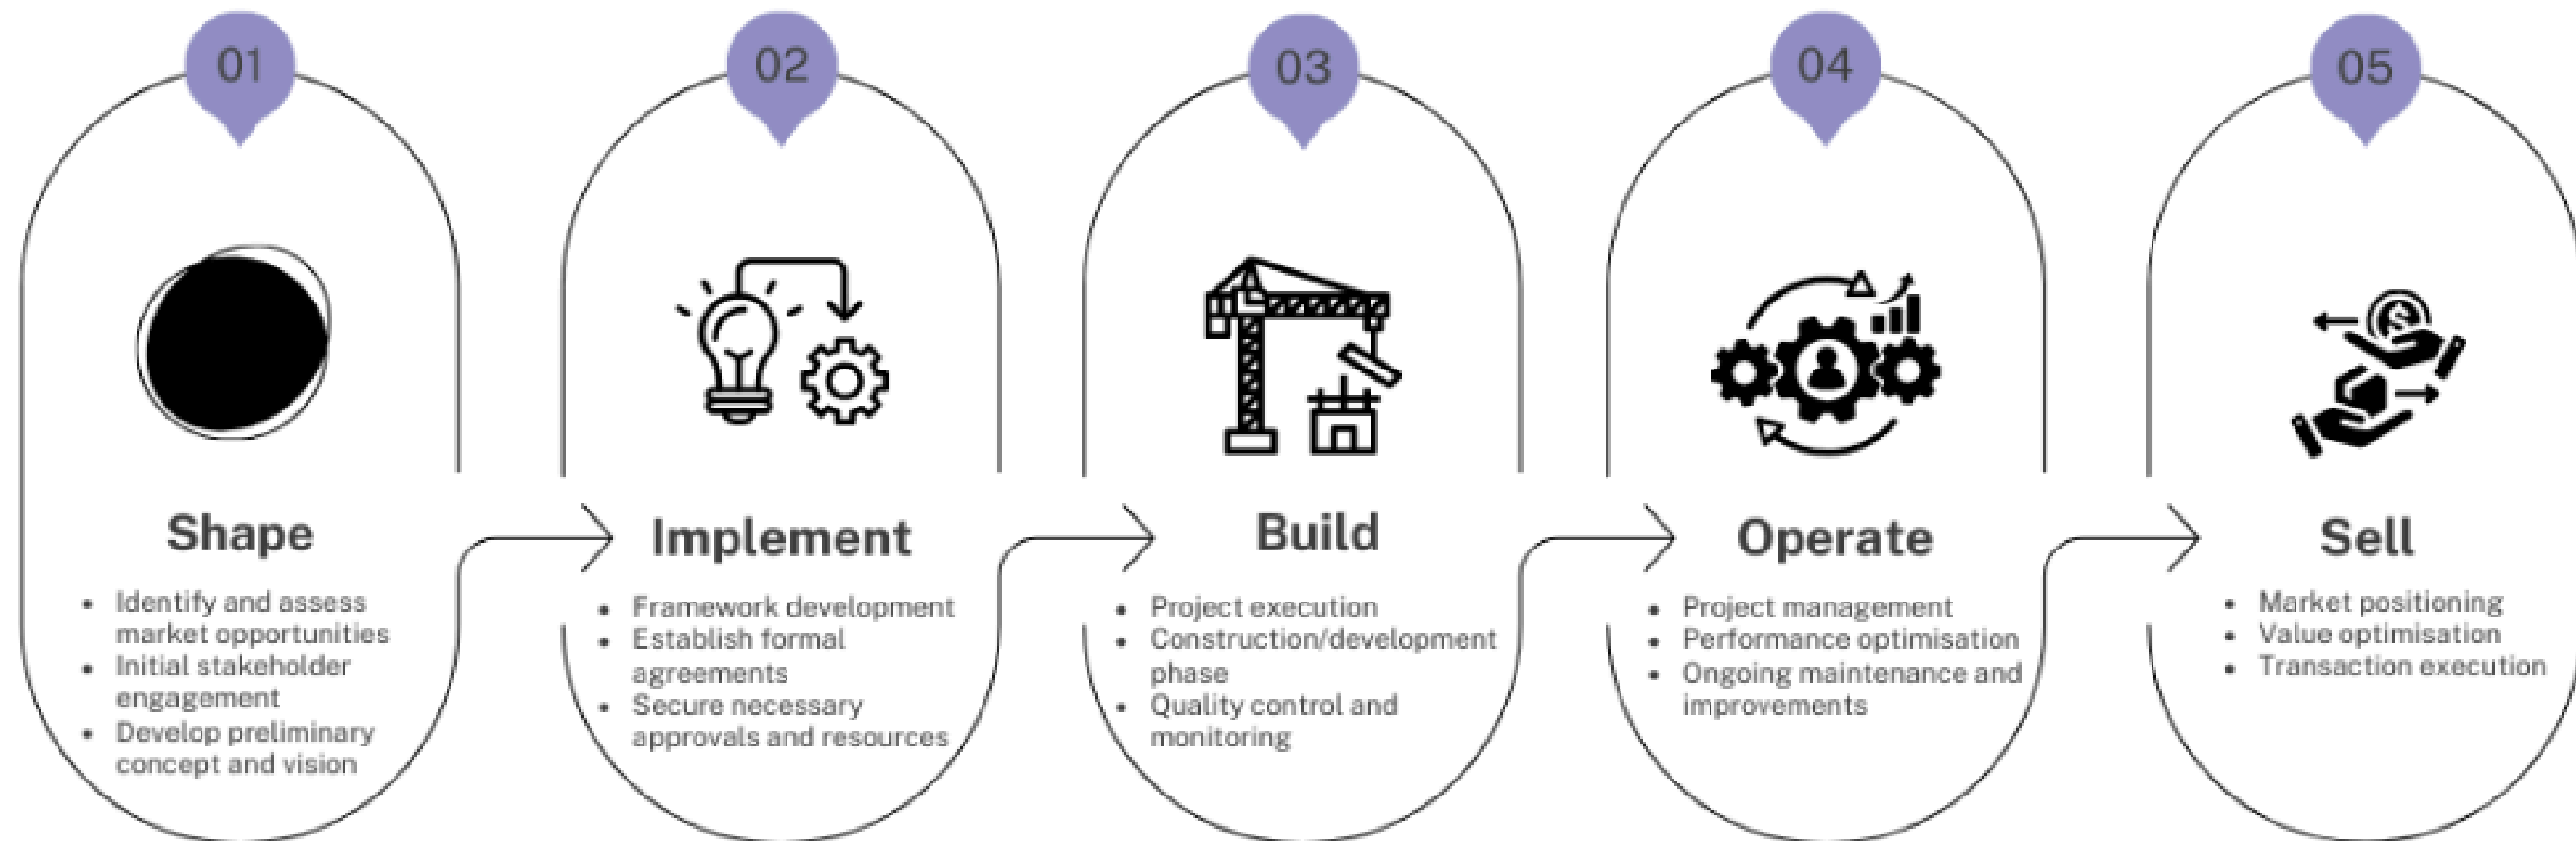 01
Shape
• Identify and assess
market opportunities
• Initial stakeholder
engagement
• Develop preliminary
concept and vision
02
Implement
• Framework development
• Establish formal
agreements
• Secure necessary
approvals and resources
03
Build
• Project execution
• Construction/development
phase
• Quality control and
monitoring
04
Operate
• Project management
• Performance optimisation
• Ongoing maintenance and
improvements
05
$
Sell
• Market positioning
• Value optimisation
• Transaction execution